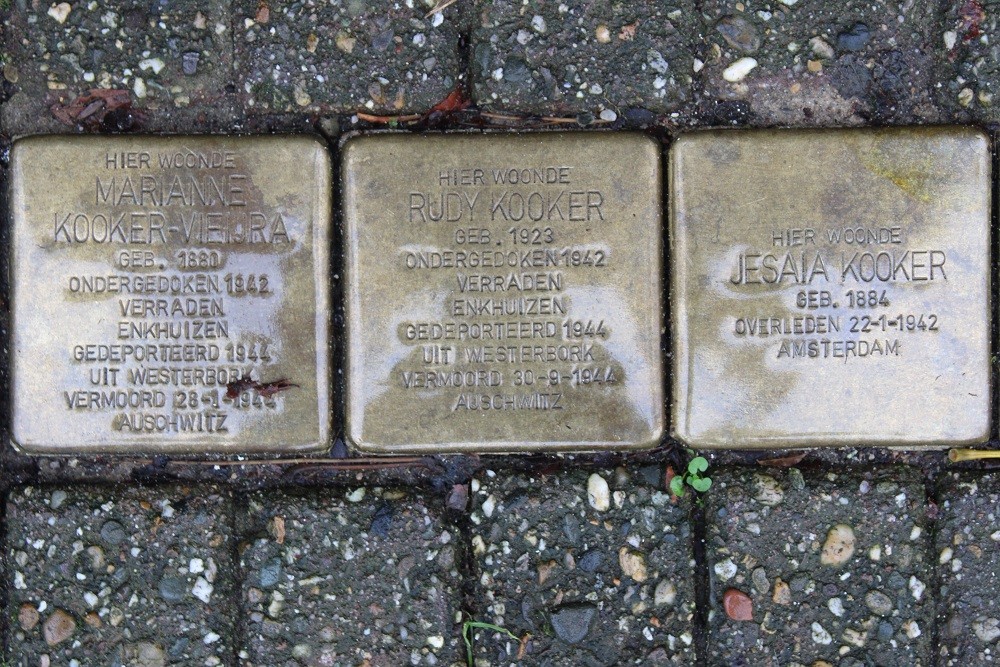 HIER WOONDE
MARIANNE
KOOKER-VIEIJRA
GEB. 1880
ONDERGEDOKEN 1942
VERRADEN
ENKHUIZEN
GEDEPORTEERD 1944
UIT WESTERBORK
VERMOORD 28-1-1944
AUSCHWITZ
HIER WOONDE
RUDY KOOKER
GEB. 1923
ONDERGEDOKEN 1942
VERRADEN
ENKHUIZEN
GEDEPORTEERD 1944
UIT WESTERBORK
VERMOORD 30-9-1944
AUSCHWITZ
HIER WOONDE
JESAIA KOOKER
GEB. 1884
OVERLEDEN 22-1-1942
AMSTERDAM